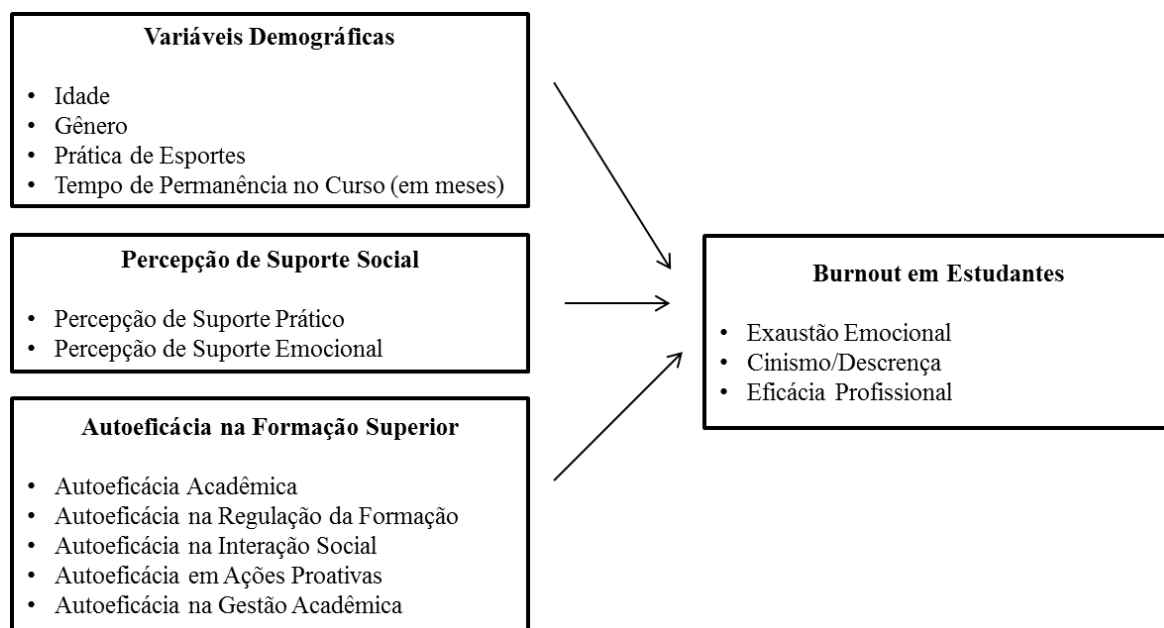 Variáveis Demográficas
• Idade
• Gênero
• Prática de Esportes
• Tempo de Permanência no Curso (em meses)
Percepção de Suporte Social
• Percepção de Suporte Prático
• Percepção de Suporte Emocional
Autoeficácia na Formação Superior
• Autoeficácia Acadêmica
• Autoeficácia na Regulação da Formação
• Autoeficácia na Interação Social
• Autoeficácia em Ações Proativas
• Autoeficácia na Gestão Acadêmica
Burnout em Estudantes
• Exaustão Emocional
• Cinismo/Descrença
• Eficácia Profissional